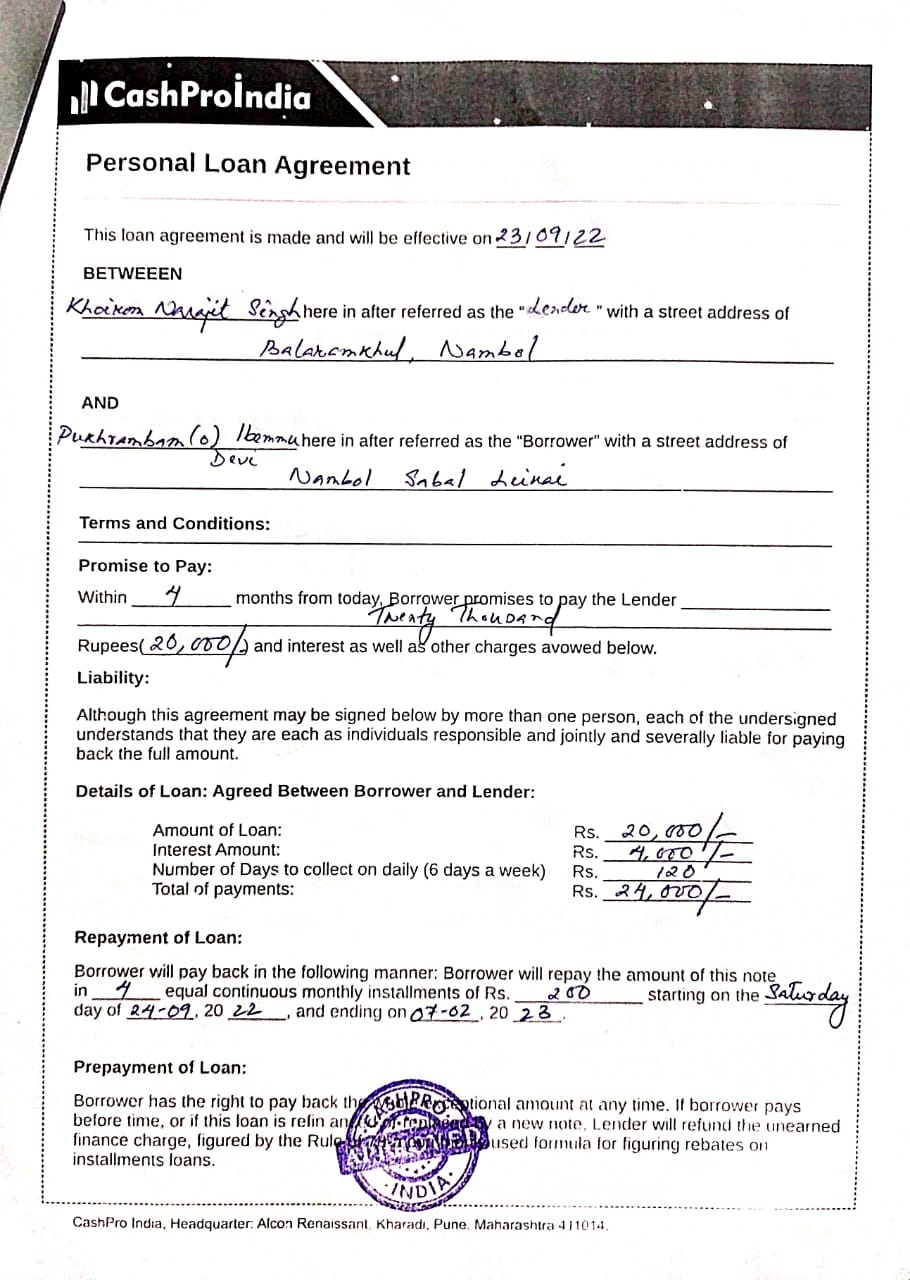 CashProIndia
Personal Loan Agreement
This loan agreement is made and will be effective on 23/09/22
BETWEEEN
Khoirom Narajit Singh here in after referred as the "Lender" with a street address of
Balaramkhul, Nambol
AND
Pukhrambam (o) Ibemmu here in after referred as the "Borrower" with a street address of
Devi
Nambol Sabal Leikai
Terms and Conditions:
Promise to Pay:
Within 4 months from today, Borrower promises to pay the Lender
Twenty Thousand
Rupees( 20,000/-) and interest as well as other charges avowed below.
Liability:
Although this agreement may be signed below by more than one person, each of the undersigned
understands that they are each as individuals responsible and jointly and severally liable for paying
back the full amount.
Details of Loan: Agreed Between Borrower and Lender:
Amount of Loan: Rs. 20,000/-
Interest Amount: Rs. 4,000/-
Number of Days to collect on daily (6 days a week) Rs. 120
Total of payments: Rs. 24,000/-
Repayment of Loan:
Borrower will pay back in the following manner: Borrower will repay the amount of this note
in 4 equal continuous monthly installments of Rs. 200 starting on the Saturday
day of 24-09, 20 22, and ending on 07-02, 20 23.
Prepayment of Loan:
Borrower has the right to pay back the amount at any time. If borrower pays
before time, or if this loan is refin a new note, Lender will refund the unearned
finance charge, figured by the Rule used formula for figuring rebates on
installments loans.
CASHPRO
INDIA
CashPro India, Headquarter: Alcon Renaissant, Kharadi, Pune, Maharashtra 411014.